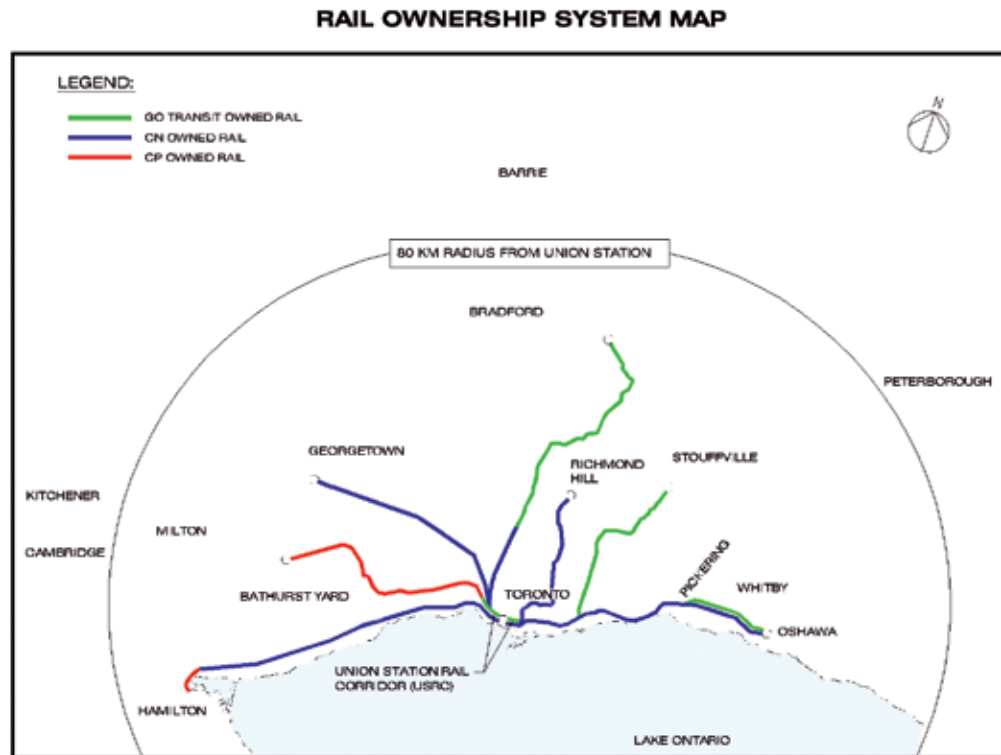 RAIL OWNERSHIP SYSTEM MAP
LEGEND:
GO TRANSIT OWNED RAIL
CN OWNED RAIL
CP OWNED RAIL
N
BARRIE
80 KM RADIUS FROM UNION STATION
BRADFORD
PETERBOROUGH
GEORGETOWN
RICHMOND
HILL
STOUFFVILLE
KITCHENER
MILTON
CAMBRIDGE
PICKERING
WHITBY
BATHURST YARD
TORONTO
OSHAWA
UNION STATION RAIL
CORRIDOR (USRC)
HAMILTON
LAKE ONTARIO